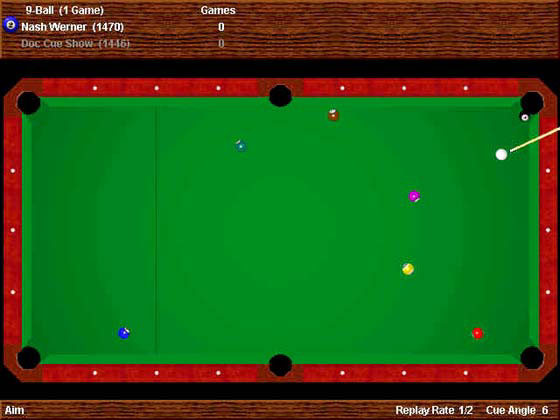 9-Ball (1 Game) Games
Nash Werner (1470) 0
Doc Cue Show (1446) 0
Aim Replay Rate 1/2 Cue Angle 6